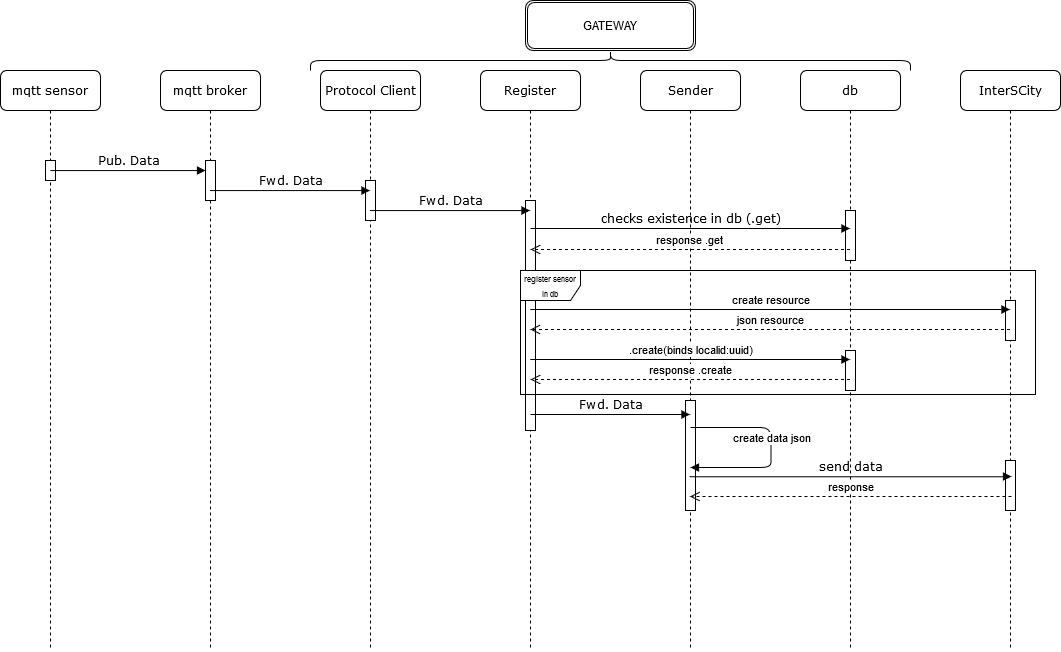 GATEWAY
mqtt sensor
mqtt broker
Protocol Client
Register
Sender
db
InterSCity
Pub. Data
Fwd. Data
Fwd. Data
checks existence in db (.get)
response .get
register sensor
in db
create resource
json resource
.create(binds localid:uuid)
response .create
Fwd. Data
create data json
send data
response